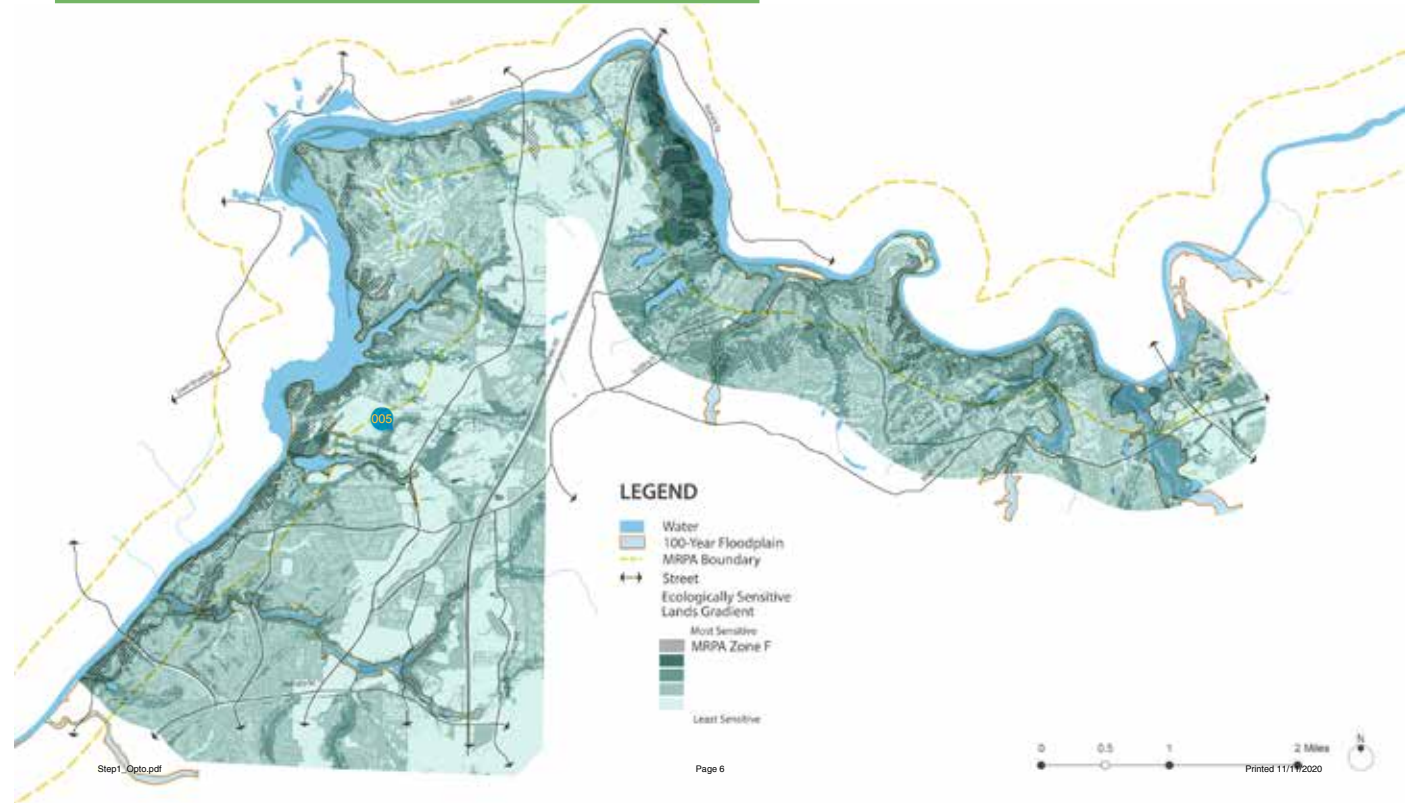 005
LEGEND
Water
100-Year Floodplain
MRPA Boundary
Street
Ecologically Sensitive
Lands Gradient
Most Sensitive
MRPA Zone F
Least Sensitive
0 0.5 1 2 Miles
N
Step1_Opto.pdf
Page 6
Printed 11/11/2020